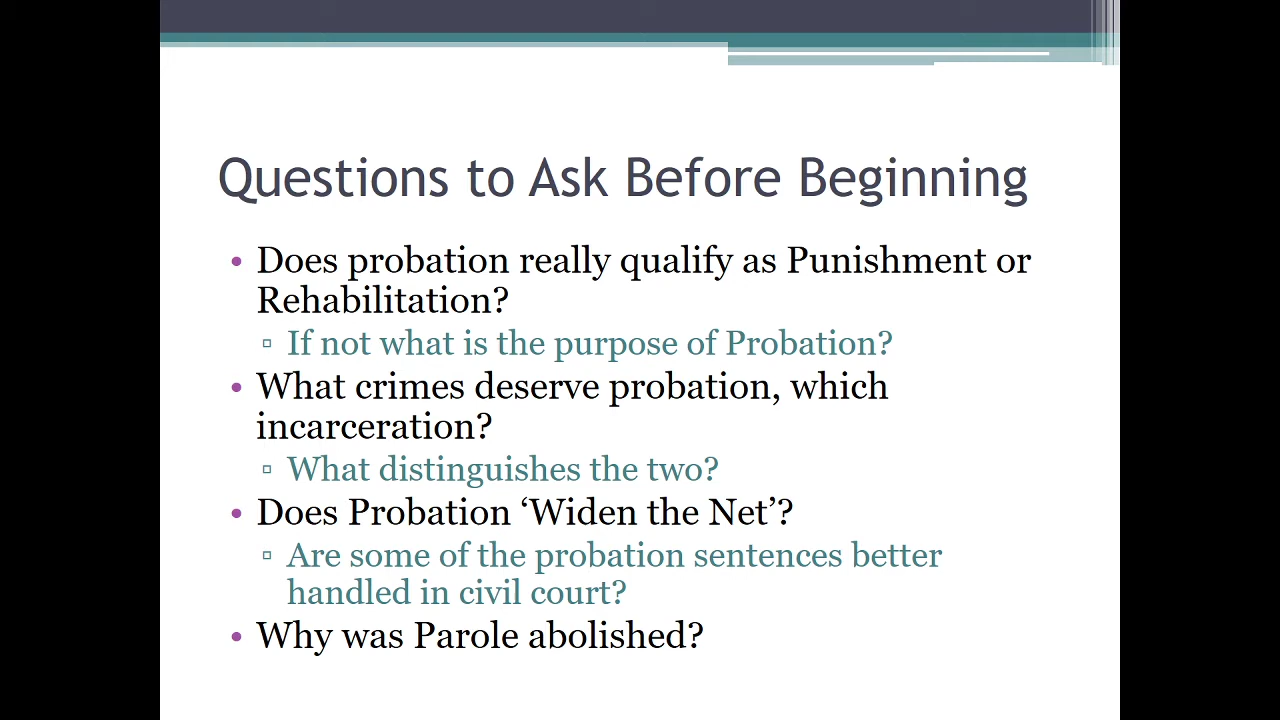 Questions to Ask Before Beginning
• Does probation really qualify as Punishment or
Rehabilitation?
▫ If not what is the purpose of Probation?
• What crimes deserve probation, which
incarceration?
▫ What distinguishes the two?
• Does Probation ‘Widen the Net’?
▫ Are some of the probation sentences better
handled in civil court?
• Why was Parole abolished?